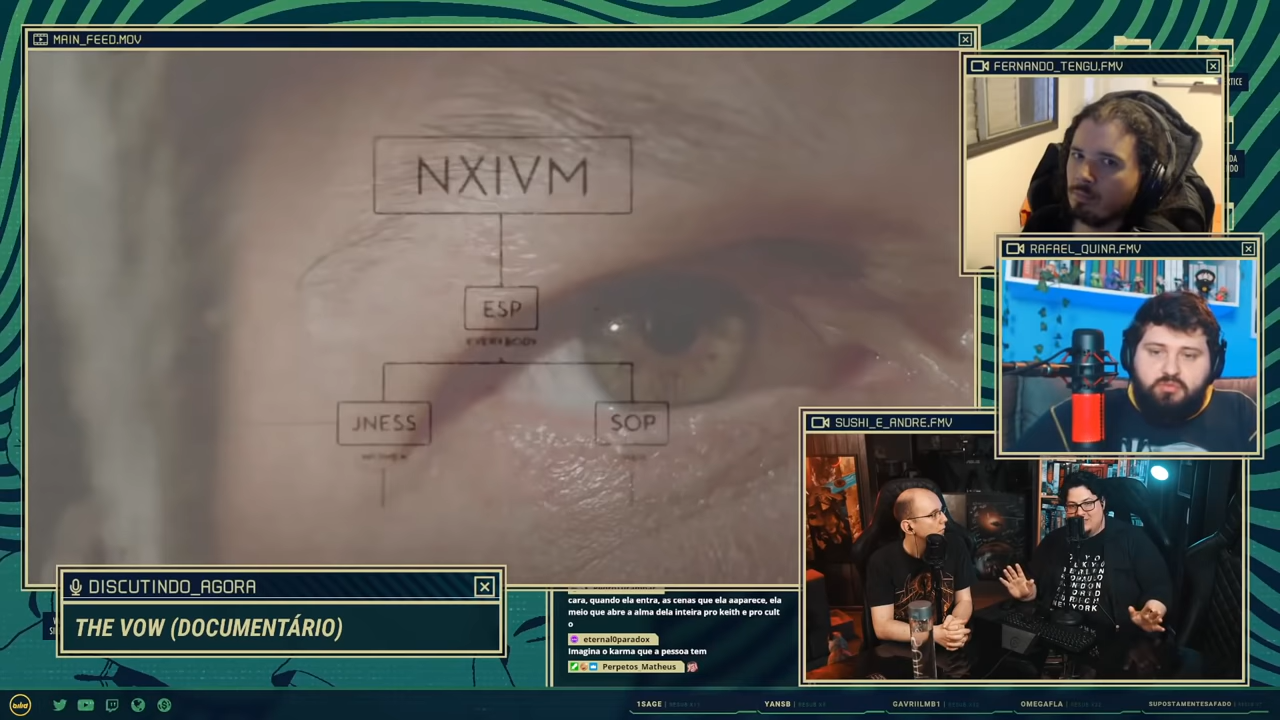 MAIN_FEED.MOV
NXIVM
ESP
EVERYBODY
JNESS
SOP
FERNANDO_TENGU.FMV
RAFAEL_QUINA.FMV
SUSHI_E_ANDRE.FMV
DISCUTINDO_AGORA
THE VOW (DOCUMENTÁRIO)
cara, quando ela entra, as cenas que ela aaparece, ela
meio que abre a alma dela inteira pro keith e pro cult
o
eternal0paradox
Imagina o karma que a pessoa tem
Perpetos_Matheus
1SAGE
YANSB
GAVRIILMB1
OMEGAFLA
SUPOSTAMENTESAFADO